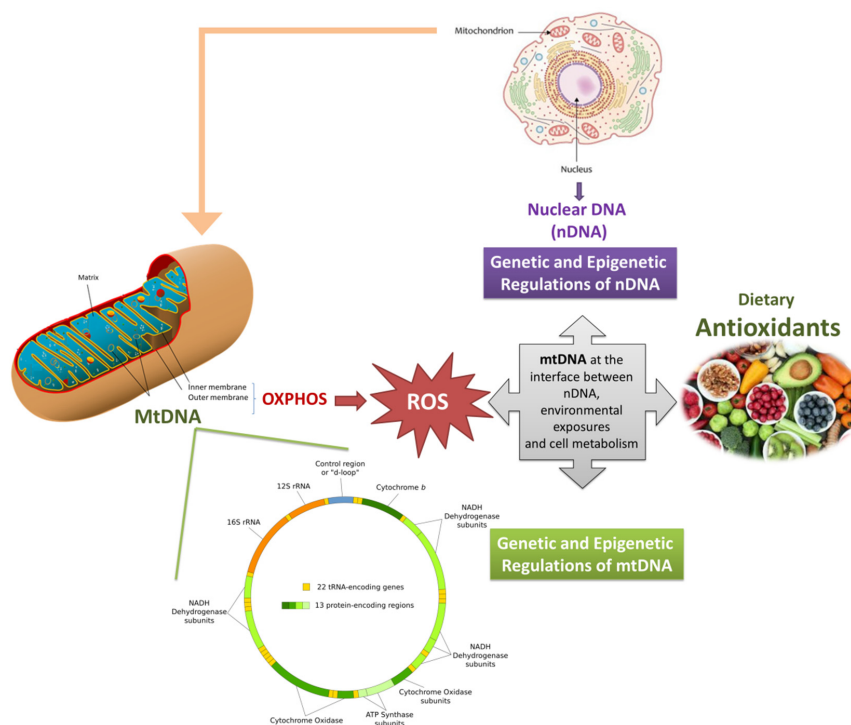 Mitochondrion
Nucleus
Nuclear DNA
(nDNA)
Genetic and Epigenetic
Regulations of nDNA
Dietary
Antioxidants
Matrix
Inner membrane
Outer membrane
MtDNA
OXPHOS
ROS
mtDNA at the
interface between
nDNA,
environmental
exposures
and cell metabolism
Control region
or "d-loop"
12S rRNA
Cytochrome b
16S rRNA
NADH
Dehydrogenase
subunits
22 tRNA-encoding genes
13 protein-encoding regions
NADH
Dehydrogenase
subunits
NADH
Dehydrogenase
subunits
Cytochrome Oxidase
subunits
ATP Synthase
subunits
Cytochrome Oxidase
Genetic and Epigenetic
Regulations of mtDNA